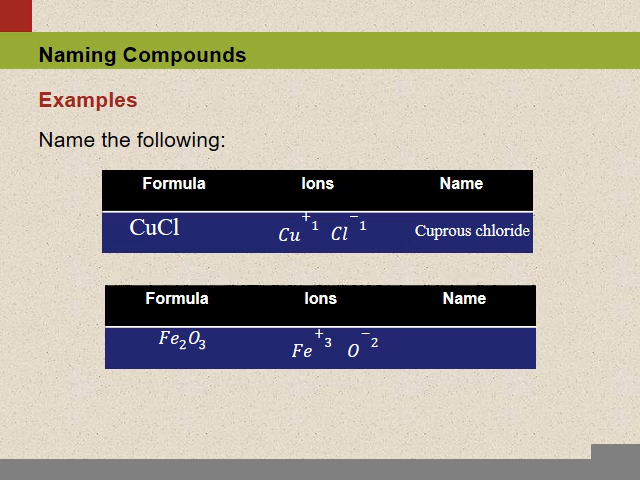 Naming Compounds
Examples
Name the following:
Formula Ions Name
CuCl Cu⁺¹ Cl⁻¹ Cuprous chloride
Formula Ions Name
Fe₂O₃ Fe⁺³ O⁻²